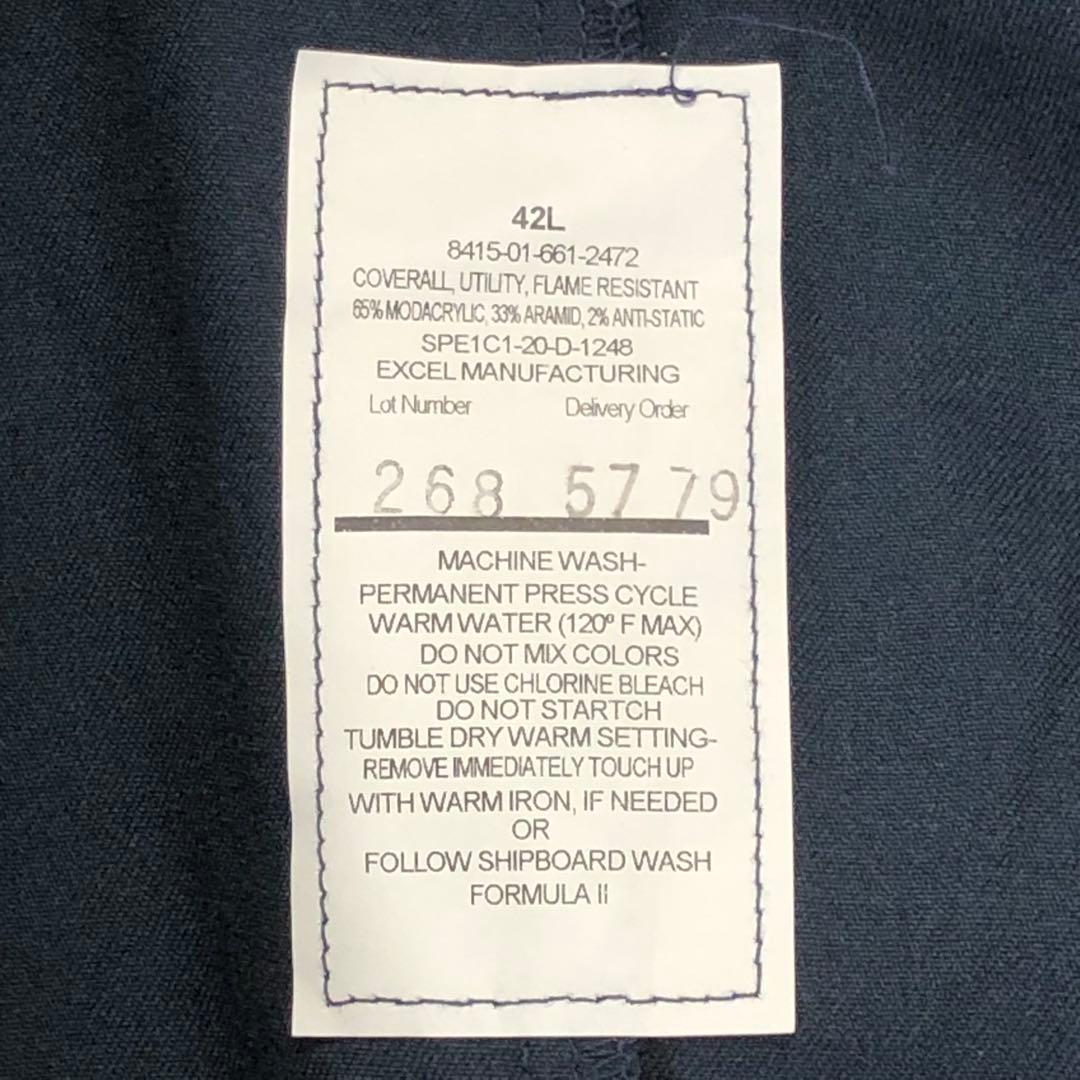 42L
8415-01-661-2472
COVERALL, UTILITY, FLAME RESISTANT
65% MODACRYLIC, 33% ARAMID, 2% ANTI-STATIC
SPE1C1-20-D-1248
EXCEL MANUFACTURING
Lot Number Delivery Order
268 5779
MACHINE WASH-
PERMANENT PRESS CYCLE
WARM WATER (120º F MAX)
DO NOT MIX COLORS
DO NOT USE CHLORINE BLEACH
DO NOT STARTCH
TUMBLE DRY WARM SETTING-
REMOVE IMMEDIATELY TOUCH UP
WITH WARM IRON, IF NEEDED
OR
FOLLOW SHIPBOARD WASH
FORMULA II